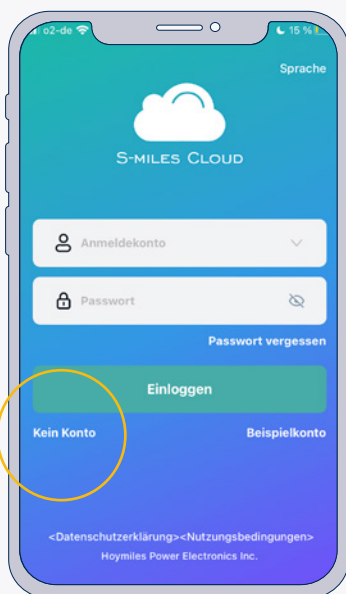 o2-de 15 %
Sprache
S-MILES CLOUD
Anmeldekonto
Passwort
Passwort vergessen
Einloggen
Kein Konto Beispielkonto
<Datenschutzerklärung><Nutzungsbedingungen>
Hoymiles Power Electronics Inc.